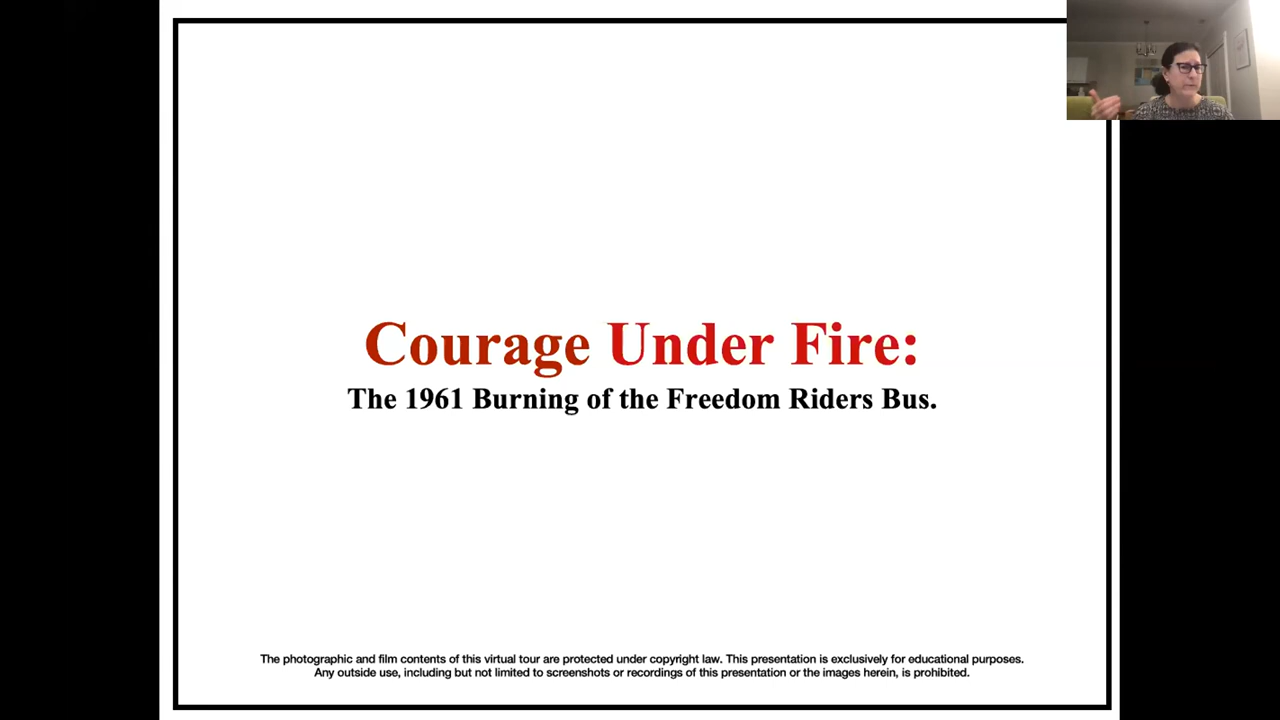 Courage Under Fire:
The 1961 Burning of the Freedom Riders Bus.
The photographic and film contents of this virtual tour are protected under copyright law. This presentation is exclusively for educational purposes.
Any outside use, including but not limited to screenshots or recordings of this presentation or the images herein, is prohibited.